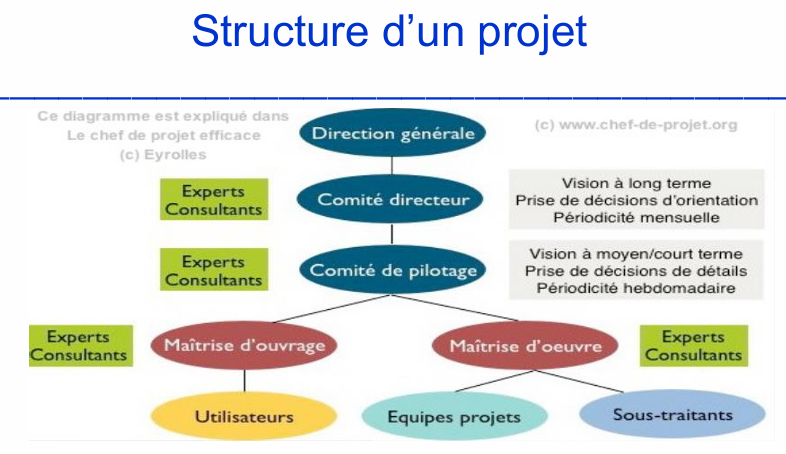 Structure d'un projet
Ce diagramme est expliqué dans
Le chef de projet efficace
(c) Eyrolles
(c) www.chef-de-projet.org
Direction générale
Experts
Consultants
Comité directeur
Vision à long terme
Prise de décisions d'orientation
Périodicité mensuelle
Experts
Consultants
Comité de pilotage
Vision à moyen/court terme
Prise de décisions de détails
Périodicité hebdomadaire
Experts
Consultants
Maîtrise d'ouvrage
Maîtrise d'oeuvre
Experts
Consultants
Utilisateurs
Equipes projets
Sous-traitants